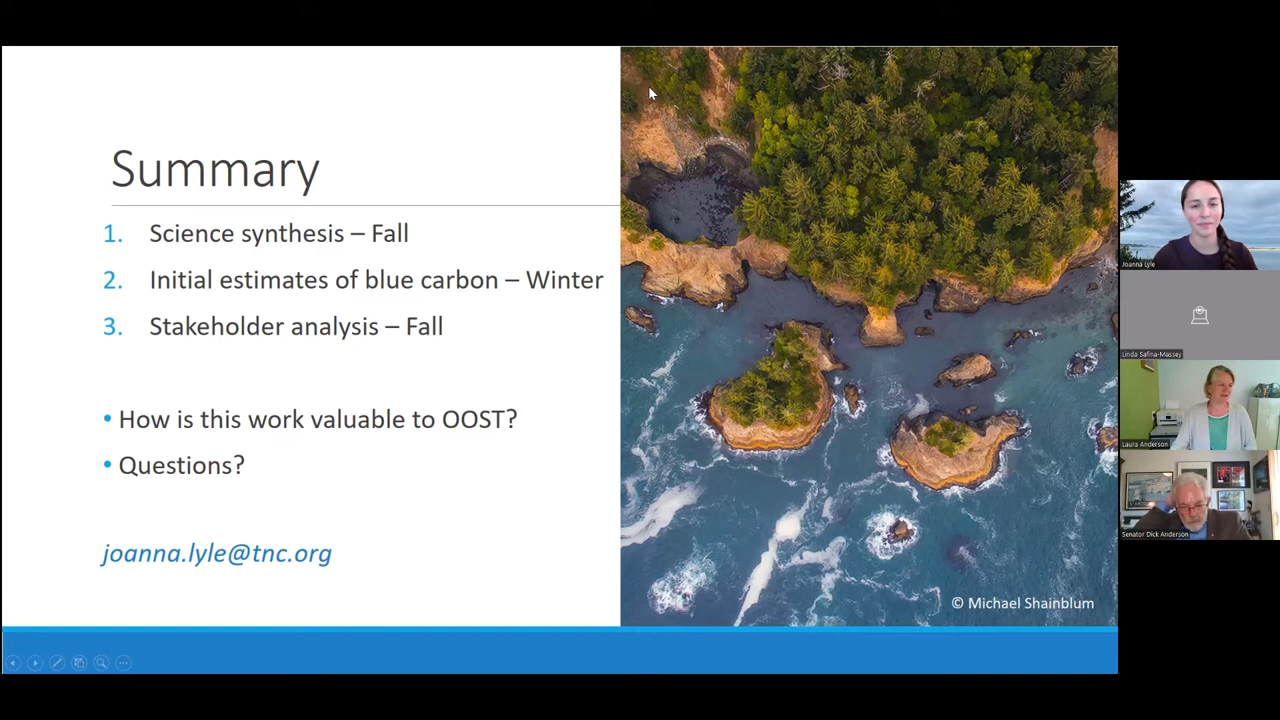 Summary
1. Science synthesis – Fall
2. Initial estimates of blue carbon – Winter
3. Stakeholder analysis – Fall
• How is this work valuable to OOST?
• Questions?
joanna.lyle@tnc.org
© Michael Shainblum
Joanna Lyle
Linda Safina-Massey
Laura Anderson
Senator Dick Anderson